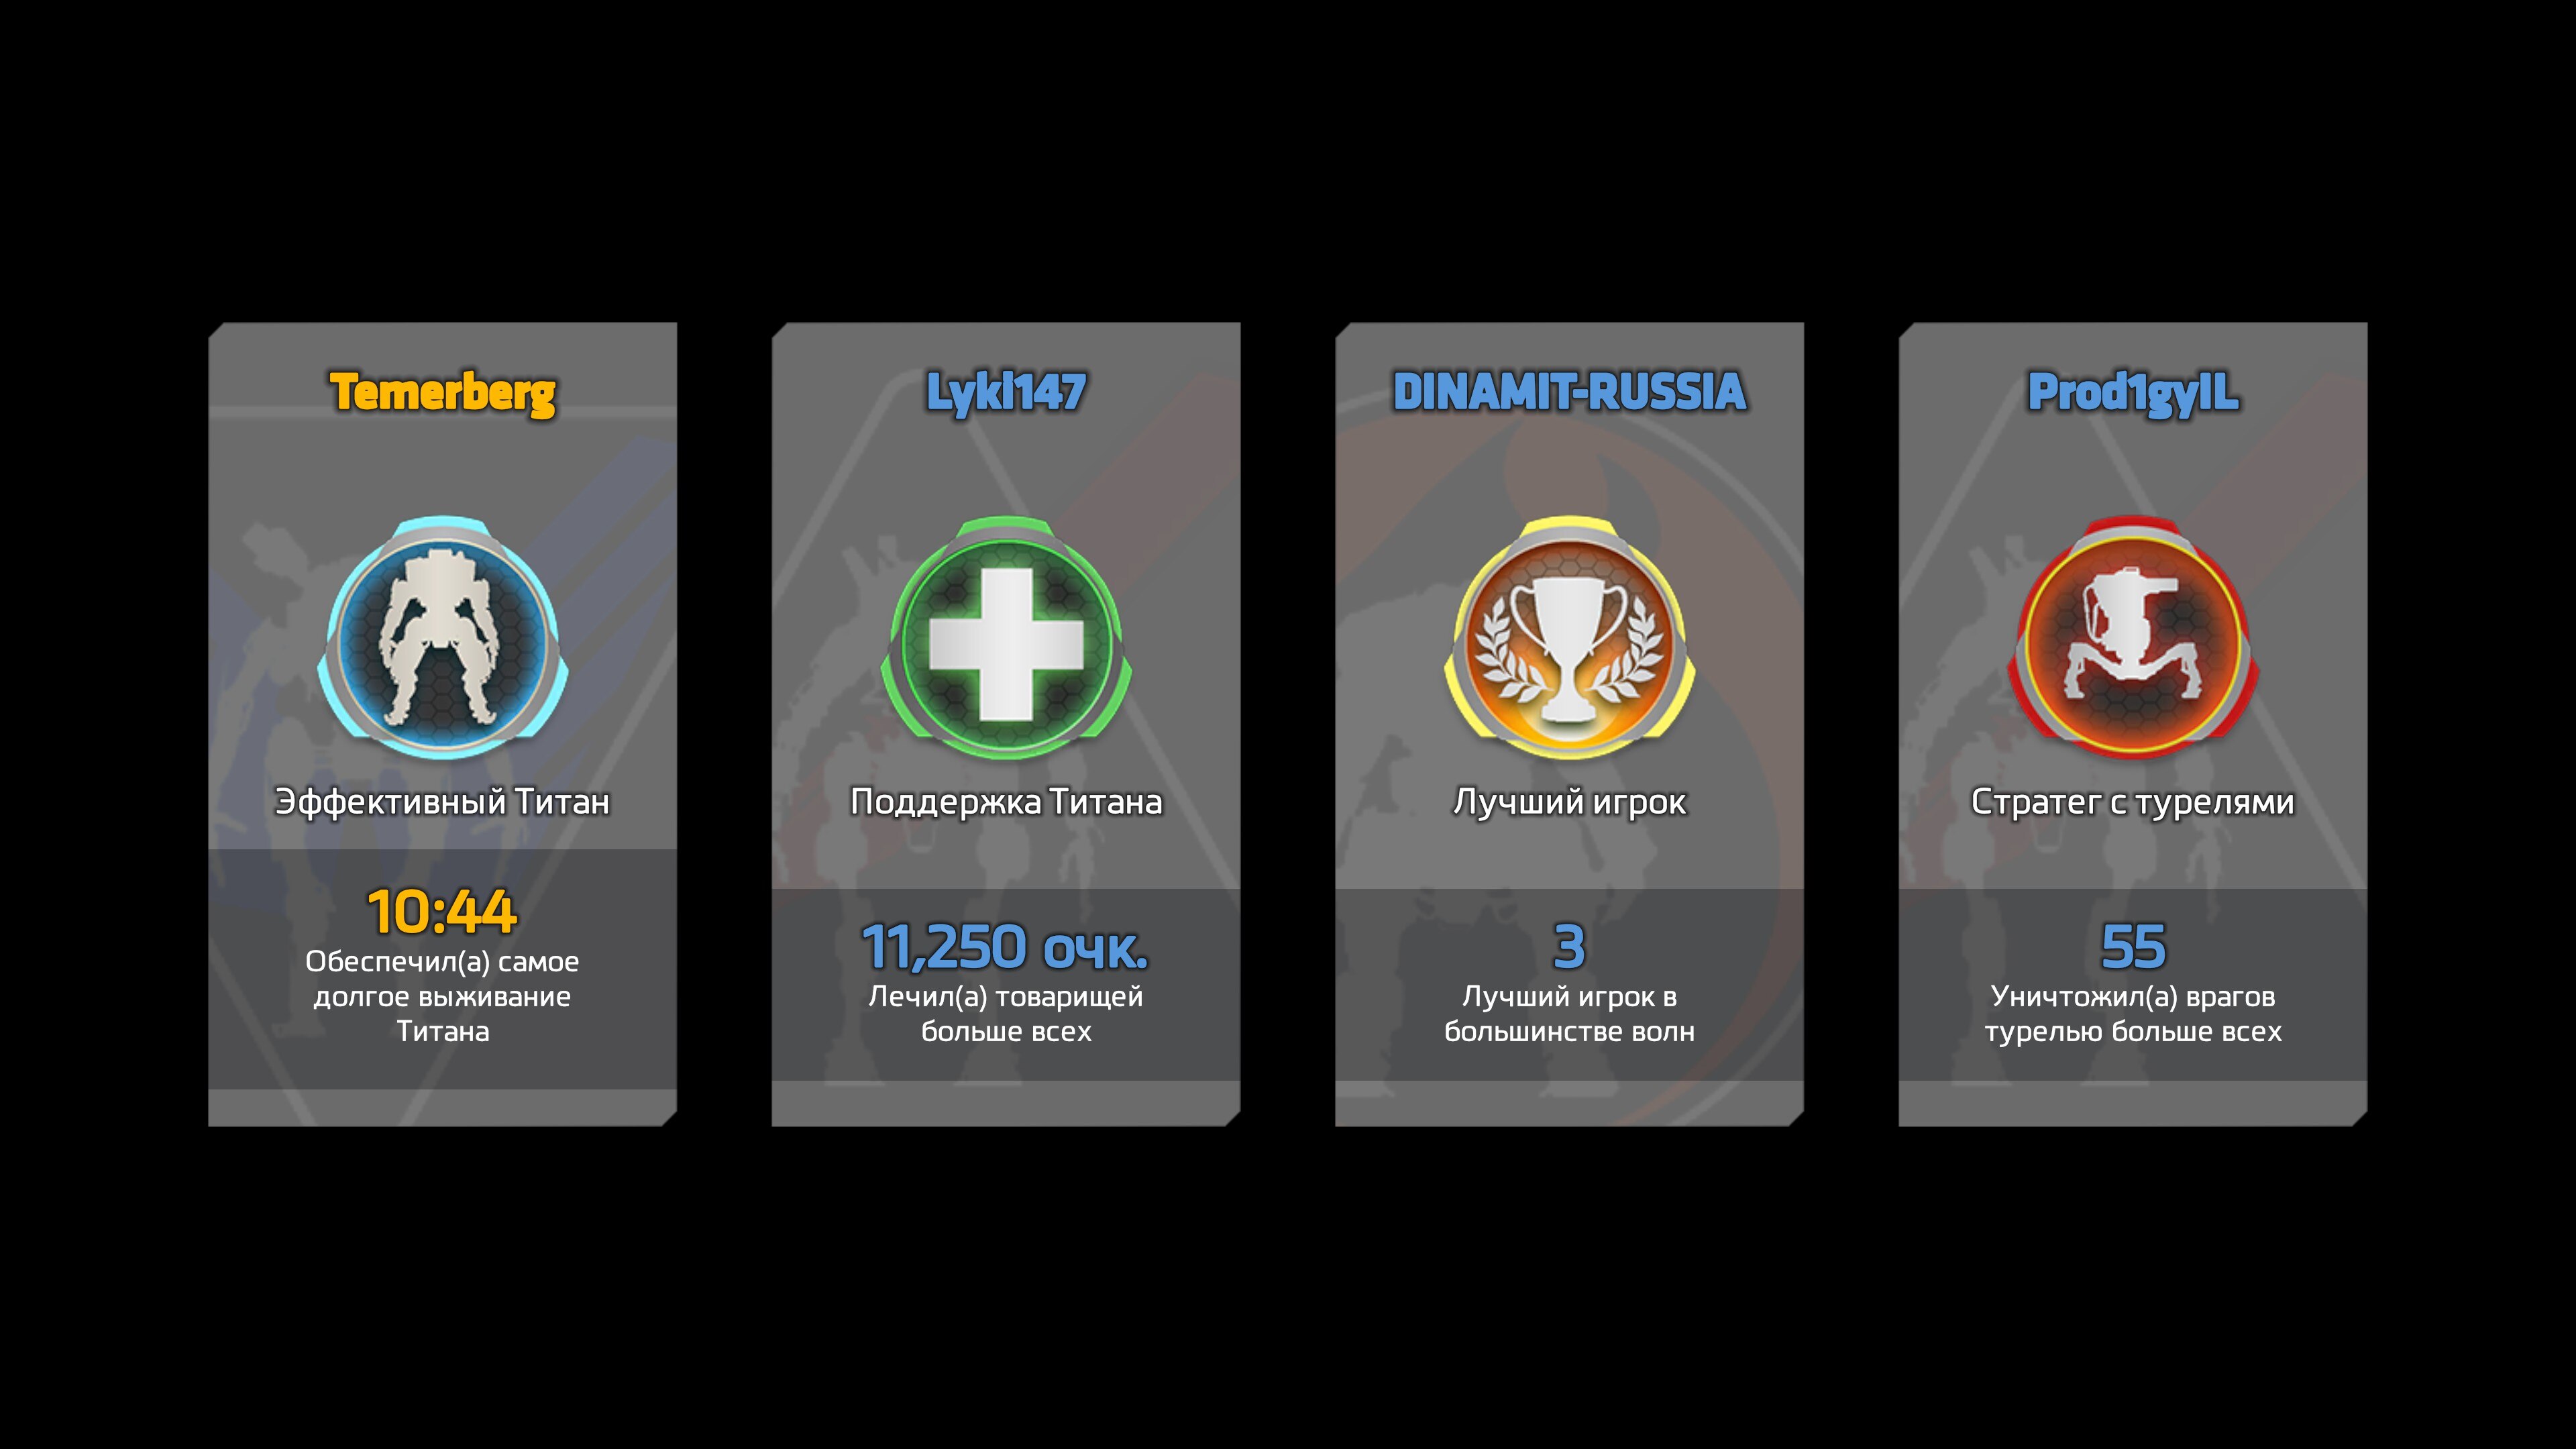 Temerberg
Эффективный Титан
10:44
Обеспечил(а) самое
долгое выживание
Титана
Lykl147
Поддержка Титана
11,250 очк.
Лечил(а) товарищей
больше всех
DINAMIT-RUSSIA
Лучший игрок
3
Лучший игрок в
большинстве волн
Prod1gyIL
Стратег с турелями
55
Уничтожил(а) врагов
турелью больше всех